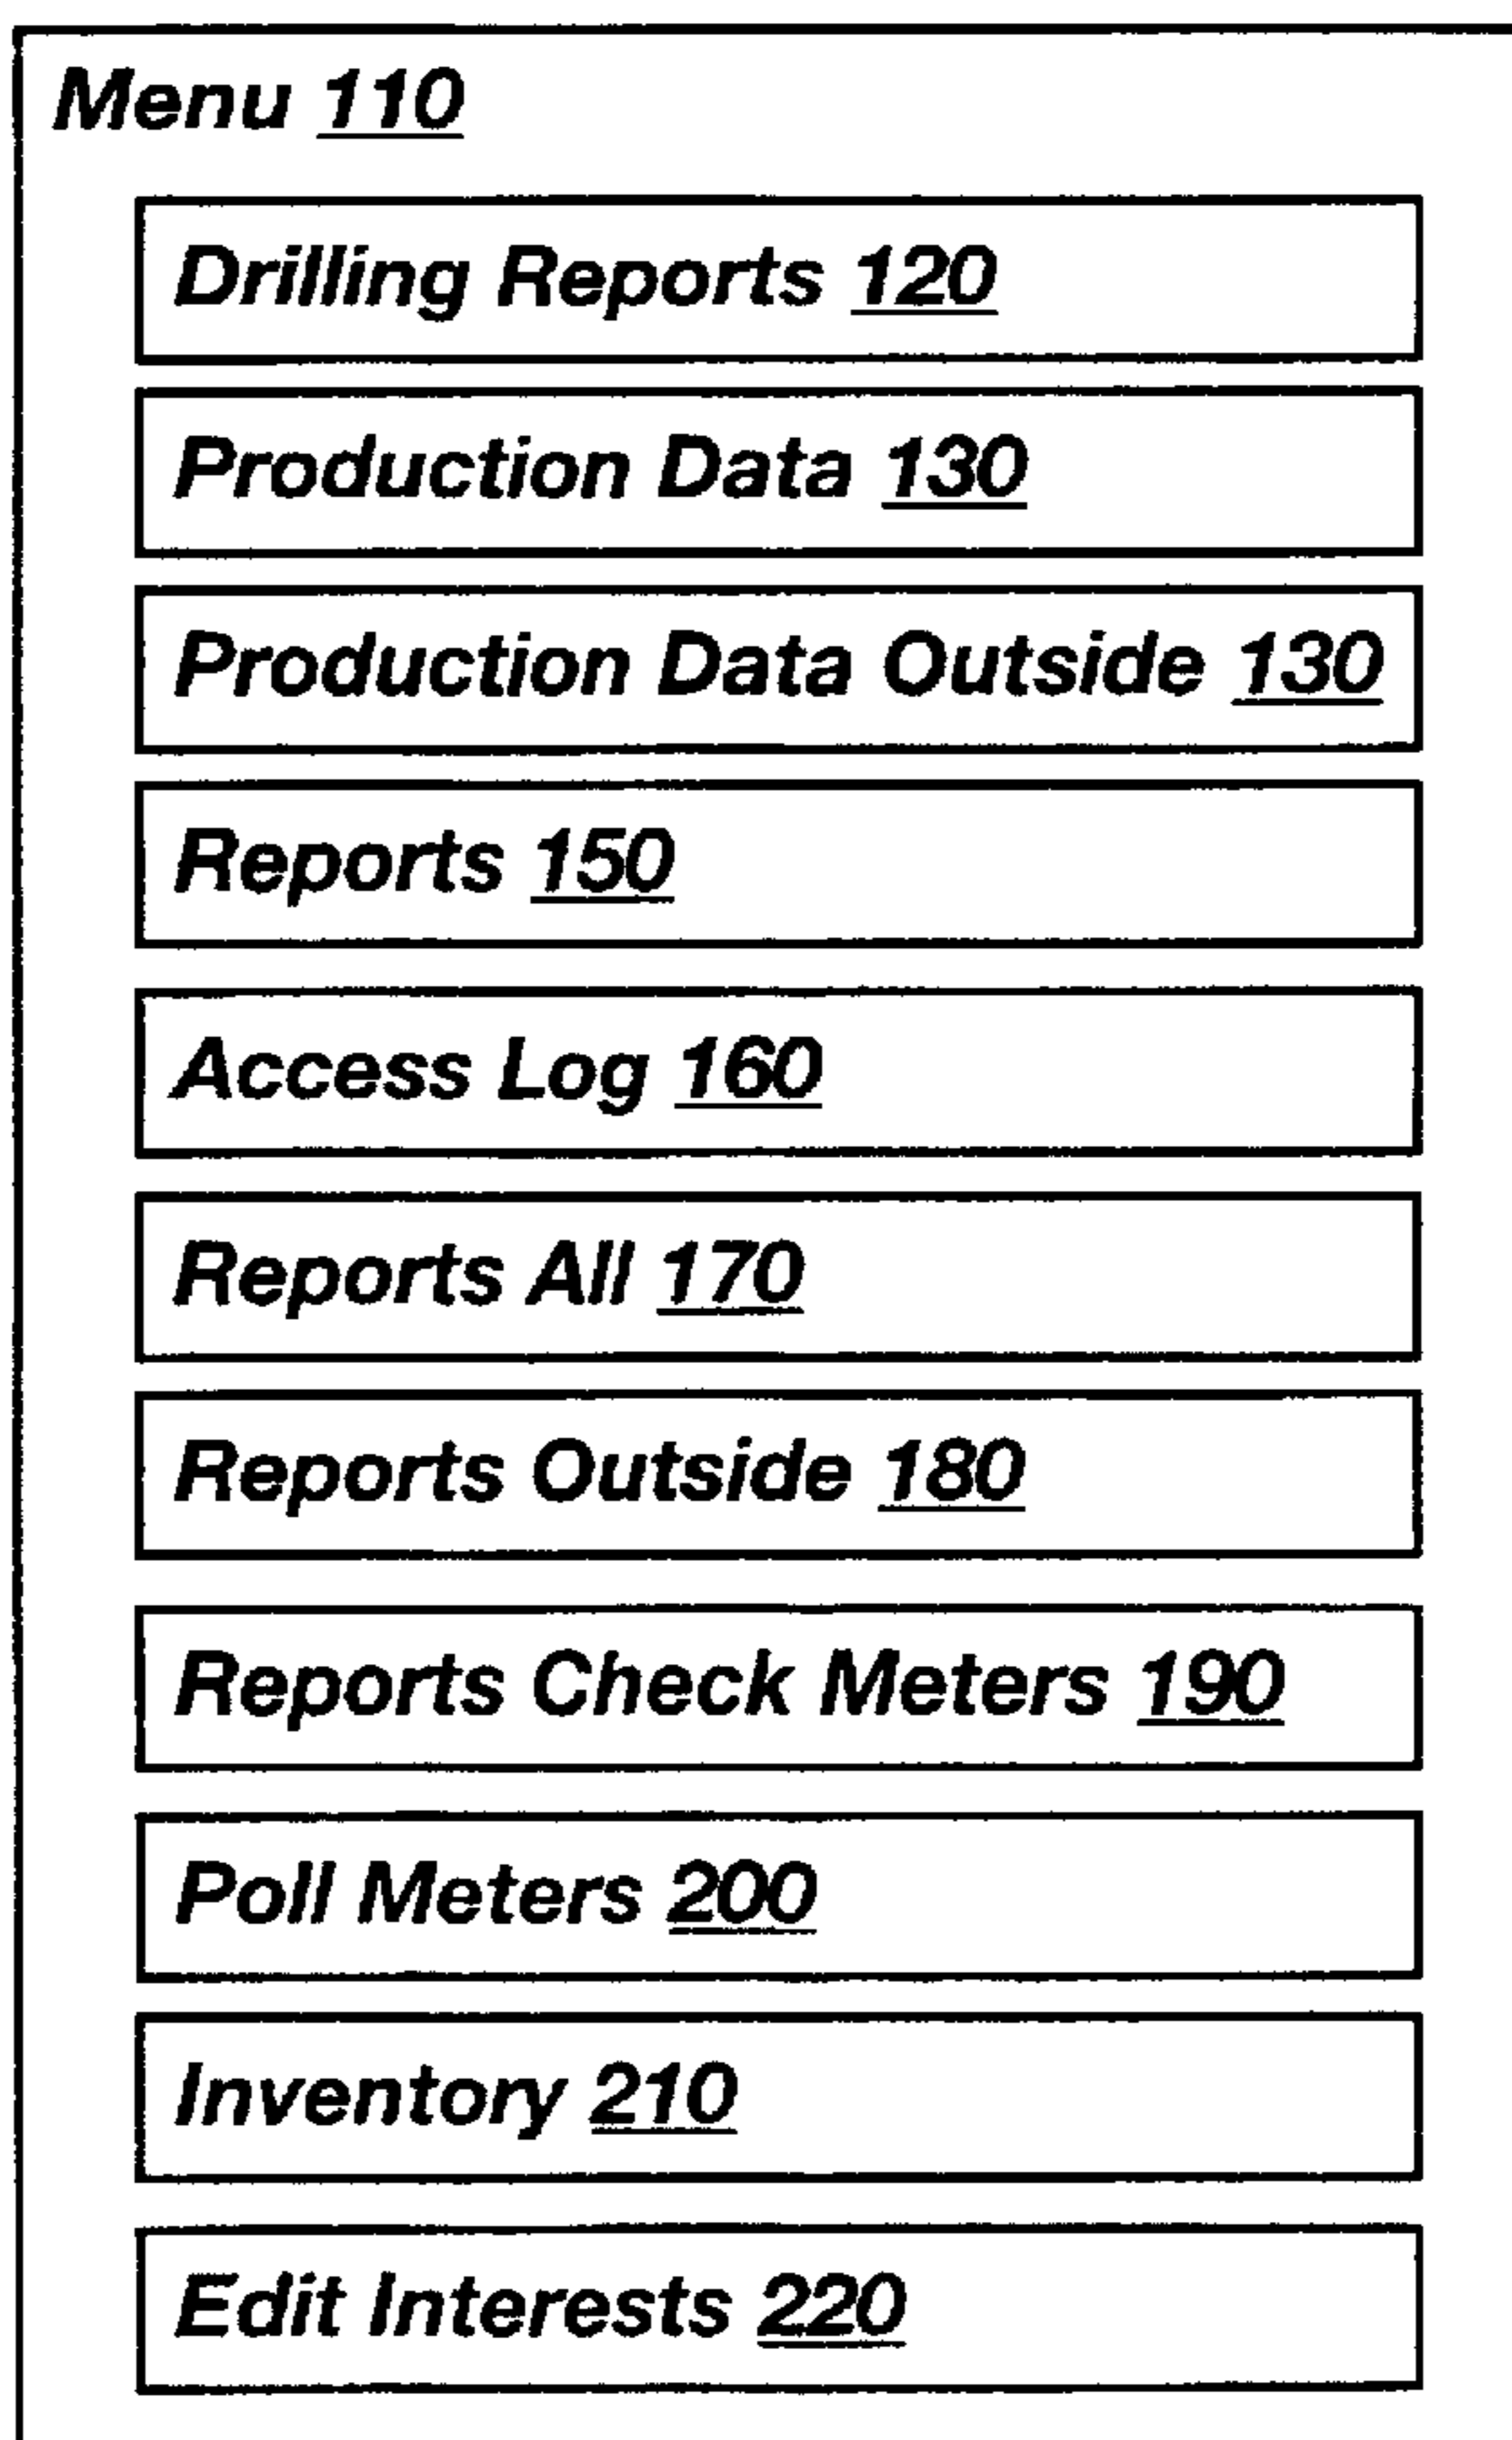 Menu 110
Drilling Reports 120
Production Data 130
Production Data Outside 130
Reports 150
Access Log 160
Reports All 170
Reports Outside 180
Reports Check Meters 190
Poll Meters 200
Inventory 210
Edit Interests 220